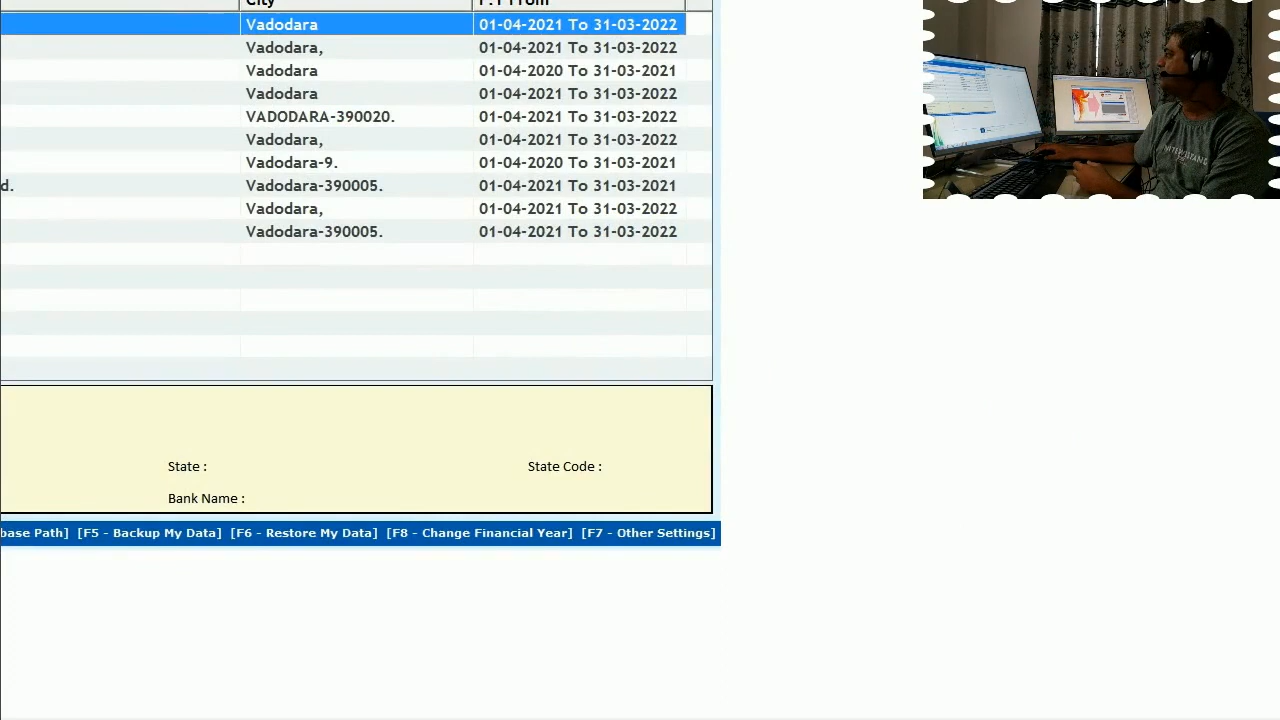 City F.Y From
Vadodara 01-04-2021 To 31-03-2022
Vadodara, 01-04-2021 To 31-03-2022
Vadodara 01-04-2020 To 31-03-2021
Vadodara 01-04-2021 To 31-03-2022
VADODARA-390020. 01-04-2021 To 31-03-2022
Vadodara, 01-04-2021 To 31-03-2022
Vadodara-9. 01-04-2020 To 31-03-2021
d. Vadodara-390005. 01-04-2021 To 31-03-2021
Vadodara, 01-04-2021 To 31-03-2022
Vadodara-390005. 01-04-2021 To 31-03-2022
State : State Code :
Bank Name :
base Path] [F5 - Backup My Data] [F6 - Restore My Data] [F8 - Change Financial Year] [F7 - Other Settings]